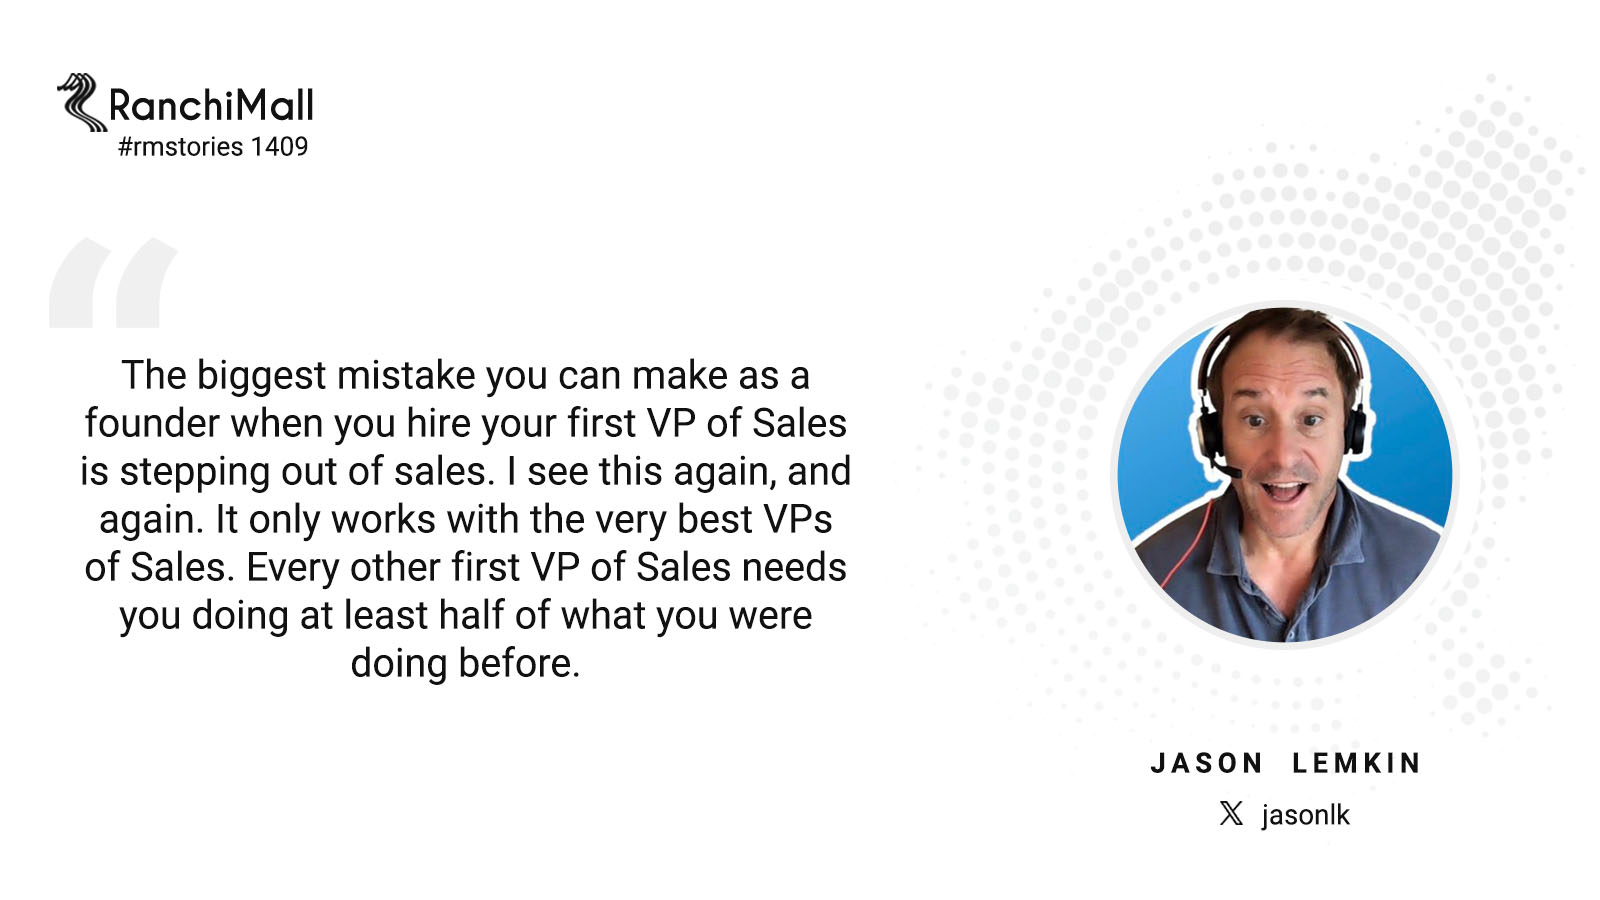 RanchiMall
#rmstories 1409
“
The biggest mistake you can make as a
founder when you hire your first VP of Sales
is stepping out of sales. I see this again, and
again. It only works with the very best VPs
of Sales. Every other first VP of Sales needs
you doing at least half of what you were
doing before.
JASON LEMKIN
𝕏 jasonlk